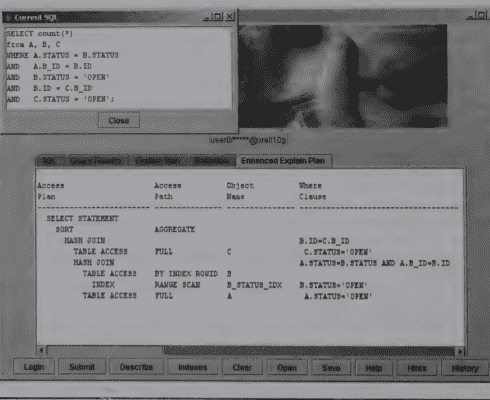 Current SQL
SELECT count(*)
from A, B, C
WHERE A.STATUS = B.STATUS
AND A.B_ID = B.ID
AND B.STATUS = 'OPEN'
AND B.ID = C.B_ID
AND C.STATUS = 'OPEN';
Close
SQL Explain Plan Statistics Enhanced Explain Plan
Access Access Object Where
Plan Path Name Clause
SELECT STATEMENT
SORT AGGREGATE
HASH JOIN B.ID=C.B_ID
TABLE ACCESS FULL C C.STATUS='OPEN'
HASH JOIN A.STATUS=B.STATUS AND A.B_ID=B.ID
TABLE ACCESS BY INDEX ROWID B
INDEX RANGE SCAN B_STATUS_IDX B.STATUS='OPEN'
TABLE ACCESS FULL A A.STATUS='OPEN'
Login Submit Describe Indexes Clear Open Save Help Hints History